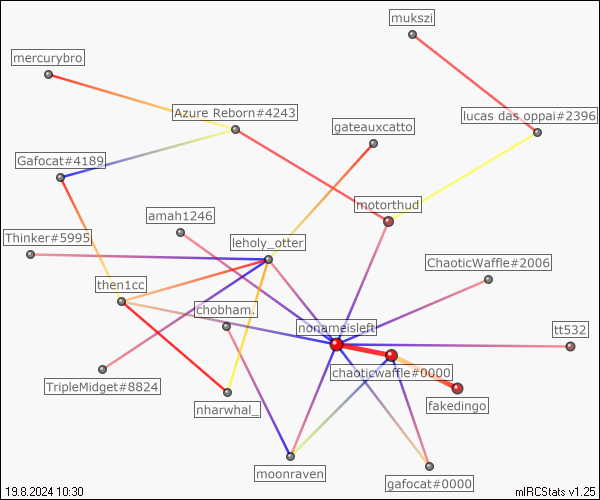 mukszi
mercurybro
Azure Reborn#4243
lucas das oppai#2396
gateauxcatto
Gafocat#4189
motorthud
amah1246
Thinker#5995
leholy_otter
ChaoticWaffle#2006
then1cc
chobham.
nonameisleft
tt532
chaoticwaffle#0000
TripleMidget#8824
nharwhal_
fakedingo
moonraven
gafocat#0000
19.8.2024 10:30
mIRCStats v1.25